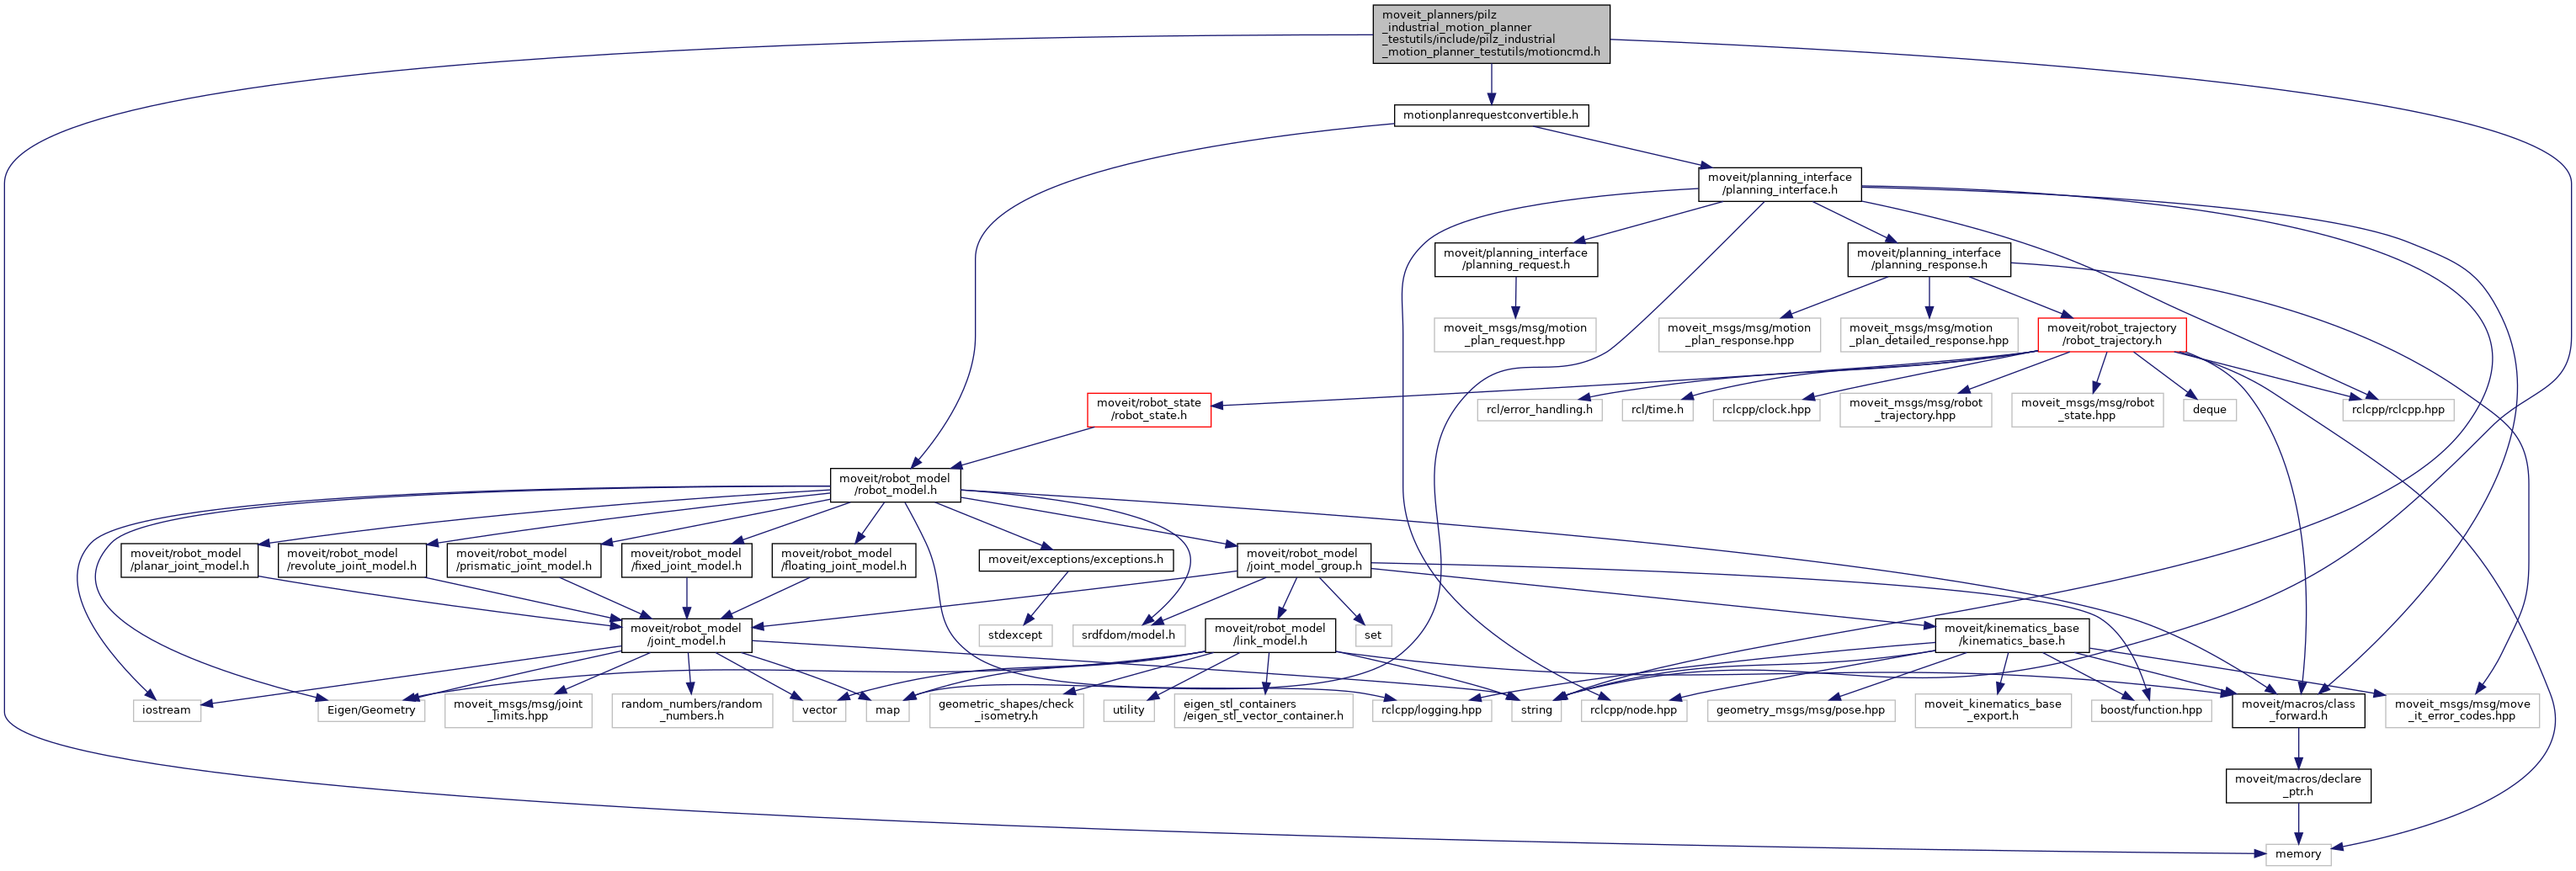 moveit_planners/pilz
_industrial_motion_planner
_testutils/include/pilz_industrial
_motion_planner_testutils/motioncmd.h
motionplanrequestconvertible.h
moveit/planning_interface
/planning_interface.h
moveit/planning_interface
/planning_request.h
moveit/planning_interface
/planning_response.h
moveit_msgs/msg/motion
_plan_request.hpp
moveit_msgs/msg/motion
_plan_response.hpp
moveit_msgs/msg/motion
_plan_detailed_response.hpp
moveit/robot_trajectory
/robot_trajectory.h
moveit/robot_state
/robot_state.h
rcl/error_handling.h
rcl/time.h
rclcpp/clock.hpp
moveit_msgs/msg/robot
_trajectory.hpp
moveit_msgs/msg/robot
_state.hpp
deque
rclcpp/rclcpp.hpp
moveit/robot_model
/robot_model.h
moveit/robot_model
/planar_joint_model.h
moveit/robot_model
/revolute_joint_model.h
moveit/robot_model
/prismatic_joint_model.h
moveit/robot_model
/fixed_joint_model.h
moveit/robot_model
/floating_joint_model.h
moveit/exceptions/exceptions.h
moveit/robot_model
/joint_model_group.h
moveit/robot_model
/joint_model.h
stdexcept
srdfdom/model.h
moveit/robot_model
/link_model.h
set
moveit/kinematics_base
/kinematics_base.h
iostream
Eigen/Geometry
moveit_msgs/msg/joint
_limits.hpp
random_numbers/random
_numbers.h
vector
map
geometric_shapes/check
_isometry.h
utility
eigen_stl_containers
/eigen_stl_vector_container.h
rclcpp/logging.hpp
string
rclcpp/node.hpp
geometry_msgs/msg/pose.hpp
moveit_kinematics_base
_export.h
boost/function.hpp
moveit/macros/class
_forward.h
moveit_msgs/msg/move
_it_error_codes.hpp
moveit/macros/declare
_ptr.h
memory